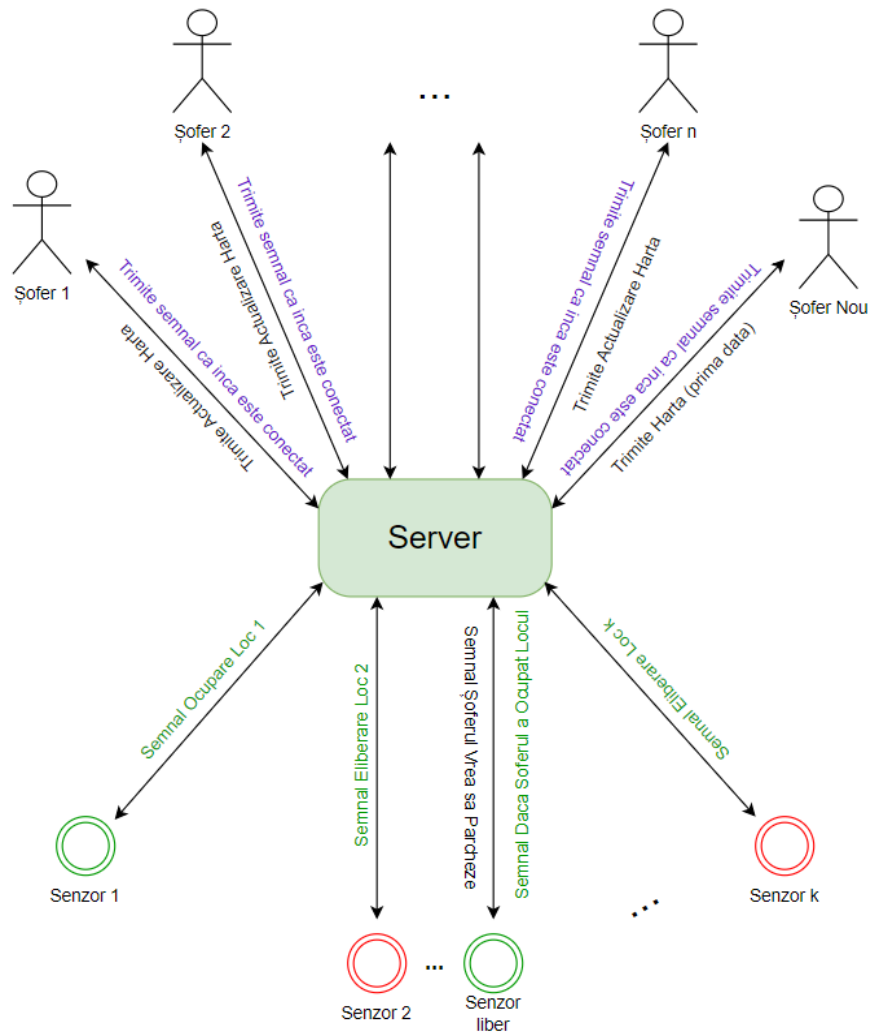 ...
Șofer 2
Șofer n
Șofer 1
Șofer Nou
Trimite semnal ca inca este conectat
Trimite Actualizare Harta
Trimite semnal ca inca este conectat
Trimite Actualizare Harta
Trimite semnal ca inca este conectat
Trimite Actualizare Harta
Trimite semnal ca inca este conectat
Trimite Harta (prima data)
Server
Semnal Ocupare Loc 1
Semnal Eliberare Loc 2
Semnal Șoferul Vrea sa Parcheze
Semnal Daca Soferul a Ocupat Locul
Semnal Eliberare Loc k
Senzor 1
Senzor k
...
...
Senzor 2
Senzor
liber